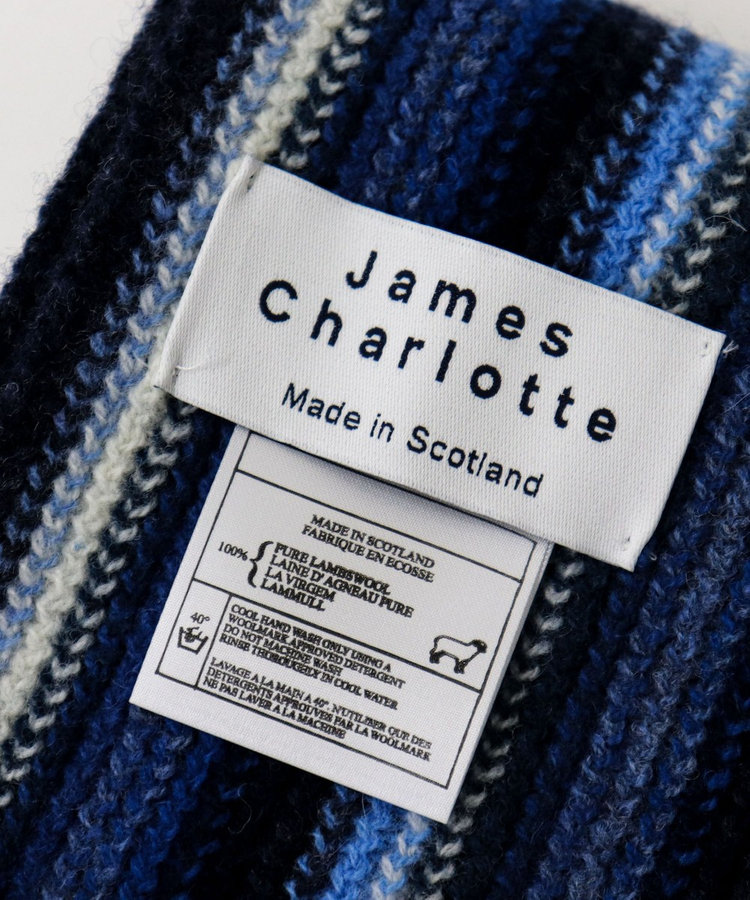 James
Charlotte
Made in Scotland
MADE IN SCOTLAND
FABRIQUE EN ECOSSE
100%
PURE LAMBSWOOL
LAINE D'AGNEAU PURE
LA VIRGEM
LAMMULL
40°
COOL HAND WASH ONLY USING A
WOOLMARK APPROVED DETERGENT
DO NOT MACHINE WASH
RINSE THOROUGHLY IN COOL WATER
LAVAGE A LA MAIN A 40°. N'UTILISER QUE DES
DETERGENTS APPROUVES PAR LA WOOLMARK
NE PAS LAVER A LA MACHINE